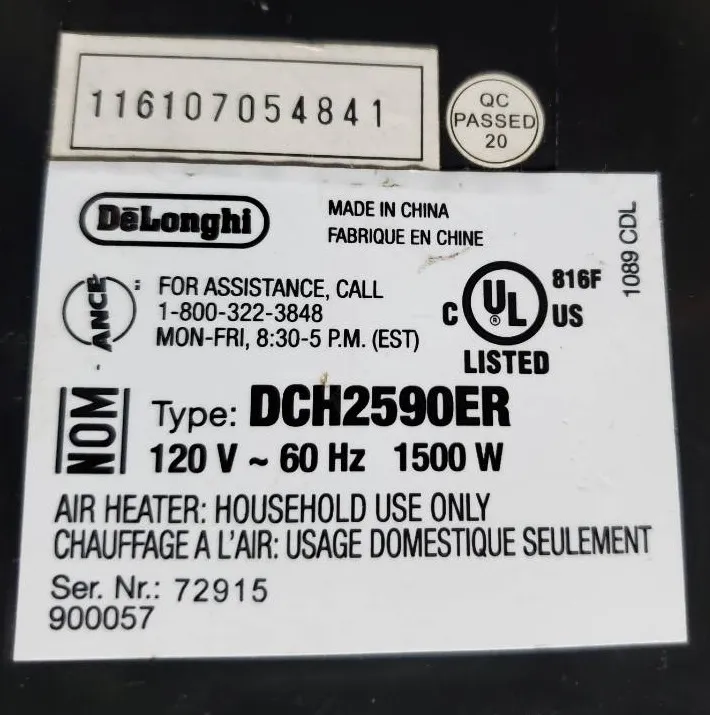 116107054841
QC
PASSED
20
DēLonghi
MADE IN CHINA
FABRIQUE EN CHINE
1089 CDL
ANCE
FOR ASSISTANCE, CALL
1-800-322-3848
MON-FRI, 8:30-5 P.M. (EST)
C UL ® US
816F
LISTED
NOM
Type: DCH2590ER
120 V ~ 60 Hz 1500 W
AIR HEATER: HOUSEHOLD USE ONLY
CHAUFFAGE A L'AIR: USAGE DOMESTIQUE SEULEMENT
Ser. Nr.: 72915
900057